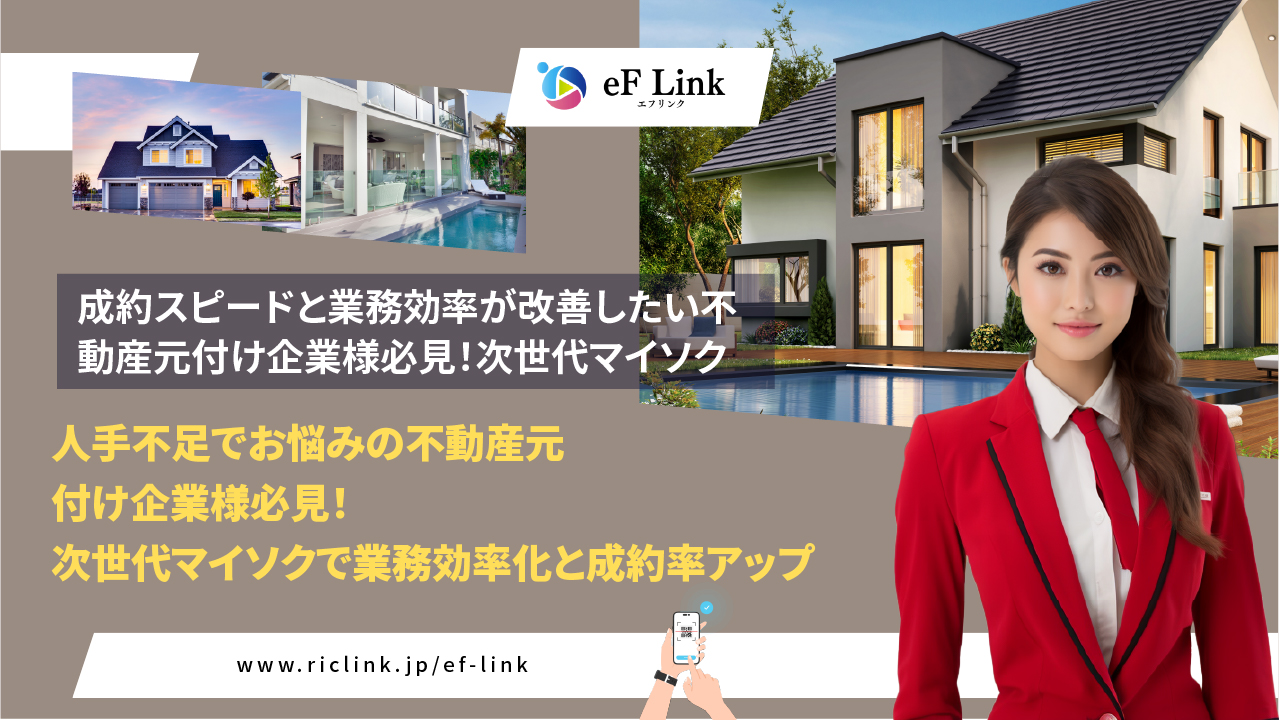 eF Link
エフリンク
成約スピードと業務効率が改善したい不
動産元付け企業様必見！次世代マイソク
人手不足でお悩みの不動産元
付け企業様必見！
次世代マイソクで業務効率化と成約率アップ
www.riclink.jp/ef-link